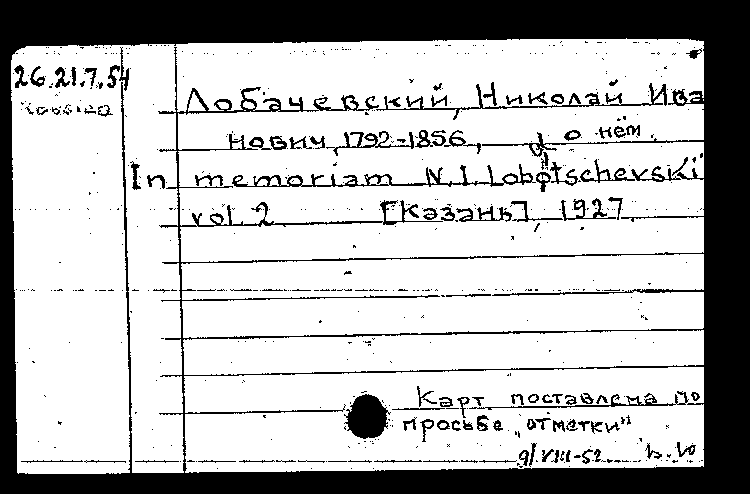 26.21.7.54
Лобачевский, Николай Ива
нович, 1792-1856, о нём.
In memoriam N.I. Lobatschevskii
vol. 2 [Казань], 1927.
Карт. поставлена по
просьбе „отметки"
9/VIII-52.